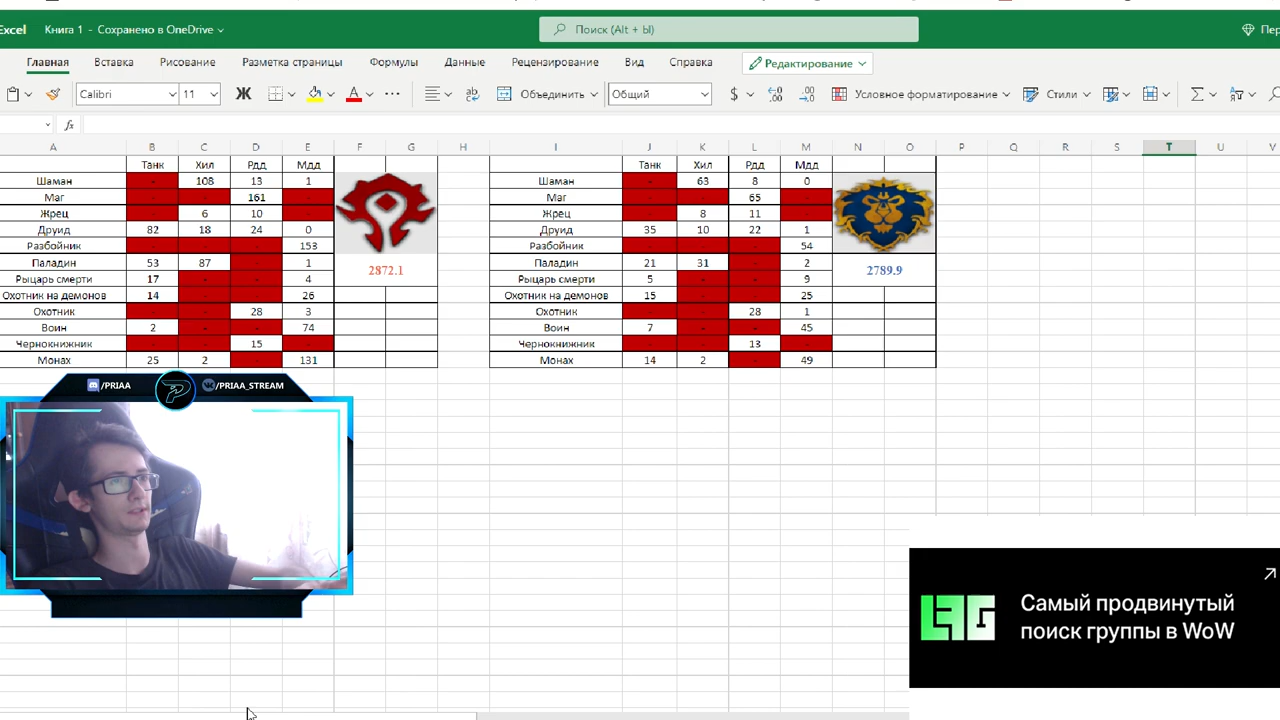 Excel Книга 1 - Сохранено в OneDrive Поиск (Alt + Ы)
Главная Вставка Рисование Разметка страницы Формулы Данные Рецензирование Вид Справка Редактирование
Calibri 11 Ж А ... ab Объединить Общий $ Условное форматирование Стили Σ
fx
A B C D E F G H I J K L M N O P Q R S T U V
Танк Хил Рдд Мдд Танк Хил Рдд Мдд
Шаман - 108 13 1 Шаман - 63 8 0
Маг - - 161 - Маг - - 65 -
Жрец - 6 10 - Жрец - 8 11 -
Друид 82 18 24 0 Друид 35 10 22 1
Разбойник - - - 153 Разбойник - - - 54
Паладин 53 87 - 1 2872.1 Паладин 21 31 - 2 2789.9
Рыцарь смерти 17 - - 4 Рыцарь смерти 5 - - 9
Охотник на демонов 14 - - 26 Охотник на демонов 15 - - 25
Охотник - - 28 3 Охотник - - 28 1
Воин 2 - - 74 Воин 7 - - 45
Чернокнижник - - 15 - Чернокнижник - - 13 -
Монах 25 2 - 131 Монах 14 2 - 49
/PRIAA /PRIAA_STREAM
Самый продвинутый
поиск группы в WoW